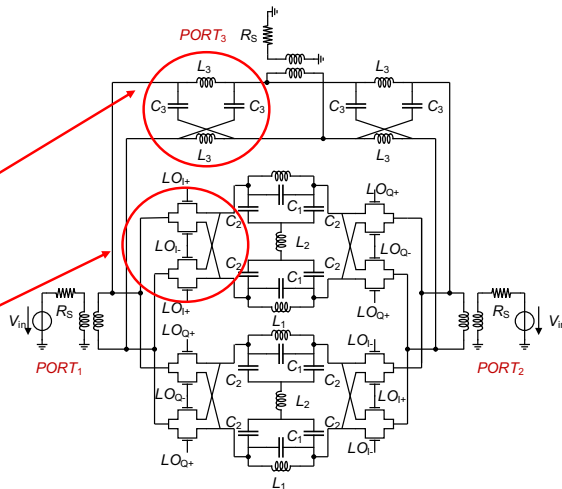 PORT3 RS
L3 L3
C3 C3 C3 C3
L3 L3
LOI+ LOQ+
C2 C1 C2
LOI- L2 LOQ-
C2 C1 C2
LOI+ LOQ+
Vin RS RS Vin
L1
PORT1 PORT2
LOQ+ LOI-
C2 C1 C2
LOQ- L2 LOI+
C2 C1 C2
LOQ+ LOI-
L1